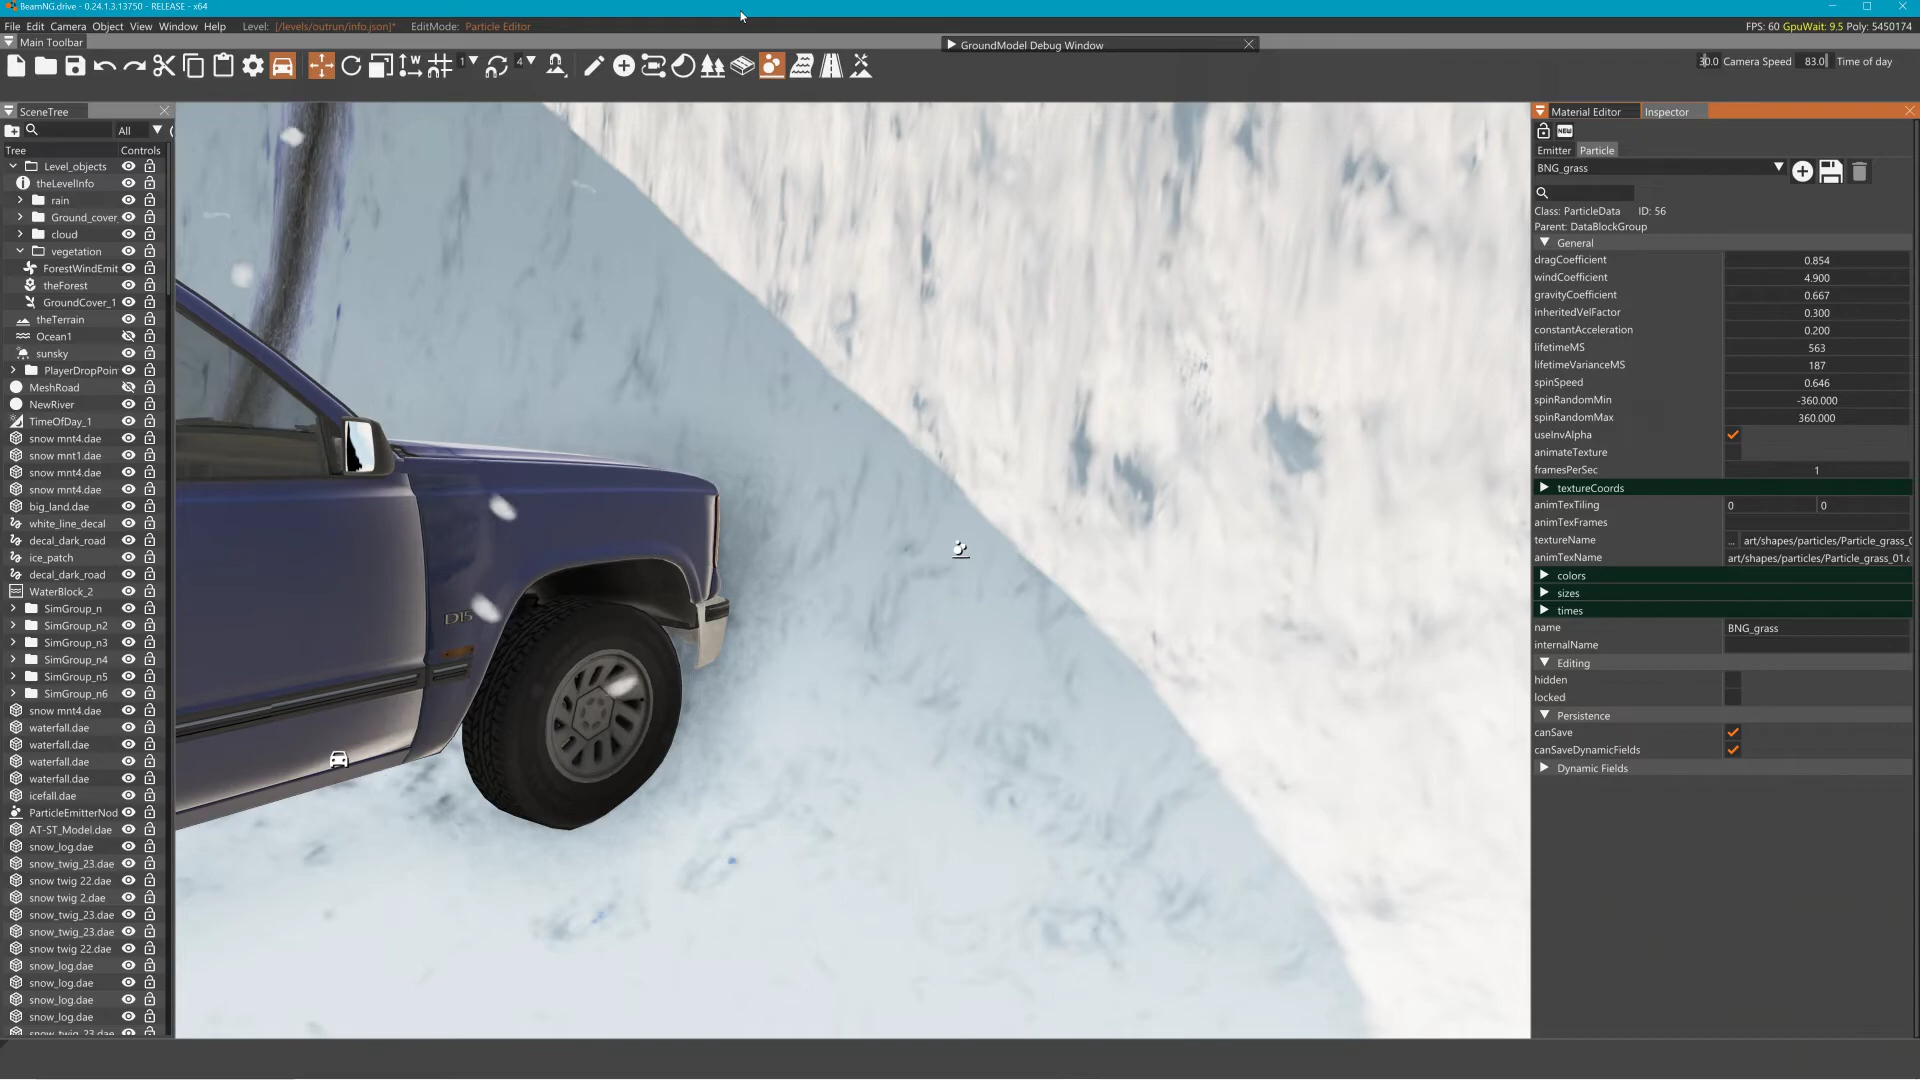 BeamNG.drive - 0.24.1.3.13750 - RELEASE - x64
File Edit Camera Object View Window Help Level: [/levels/outrun/info.json]* EditMode: Particle Editor
FPS: 60 GpuWait: 9.5 Poly: 5450174
Main Toolbar
GroundModel Debug Window
1
4
30.0 Camera Speed 83.0 Time of day
SceneTree
All
Tree Controls
Level_objects
theLevelInfo
rain
Ground_cover
cloud
vegetation
ForestWindEmit
theForest
GroundCover_1
theTerrain
Ocean1
sunsky
PlayerDropPoin
MeshRoad
NewRiver
TimeOfDay_1
snow mnt4.dae
snow mnt1.dae
snow mnt4.dae
snow mnt4.dae
big_land.dae
white_line_decal
decal_dark_road
ice_patch
decal_dark_road
WaterBlock_2
SimGroup_n
SimGroup_n2
SimGroup_n3
SimGroup_n4
SimGroup_n5
SimGroup_n6
snow mnt4.dae
waterfall.dae
waterfall.dae
waterfall.dae
waterfall.dae
icefall.dae
ParticleEmitterNod
AT-ST_Model.dae
snow_log.dae
snow_twig_23.dae
snow twig 22.dae
snow twig 2.dae
snow_twig_23.dae
snow_twig_23.dae
snow twig 22.dae
snow_log.dae
snow_log.dae
snow_log.dae
snow_log.dae
snow_twig_23.dae
D15
Material Editor Inspector
NEW
Emitter Particle
BNG_grass
Class: ParticleData ID: 56
Parent: DataBlockGroup
General
dragCoefficient 0.854
windCoefficient 4.900
gravityCoefficient 0.667
inheritedVelFactor 0.300
constantAcceleration 0.200
lifetimeMS 563
lifetimeVarianceMS 187
spinSpeed 0.646
spinRandomMin -360.000
spinRandomMax 360.000
useInvAlpha
animateTexture
framesPerSec 1
textureCoords
animTexTiling 0 0
animTexFrames
textureName ... art/shapes/particles/Particle_grass_0
animTexName art/shapes/particles/Particle_grass_01.d
colors
sizes
times
name BNG_grass
internalName
Editing
hidden
locked
Persistence
canSave
canSaveDynamicFields
Dynamic Fields